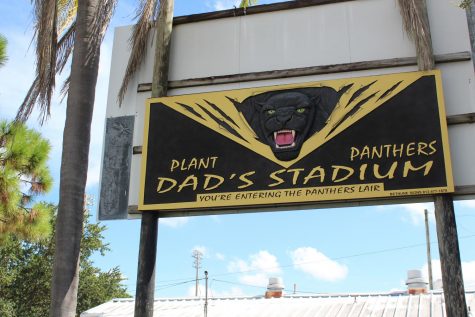 PLANT PANTHERS
DAD'S STADIUM
YOU'RE ENTERING THE PANTHERS LAIR